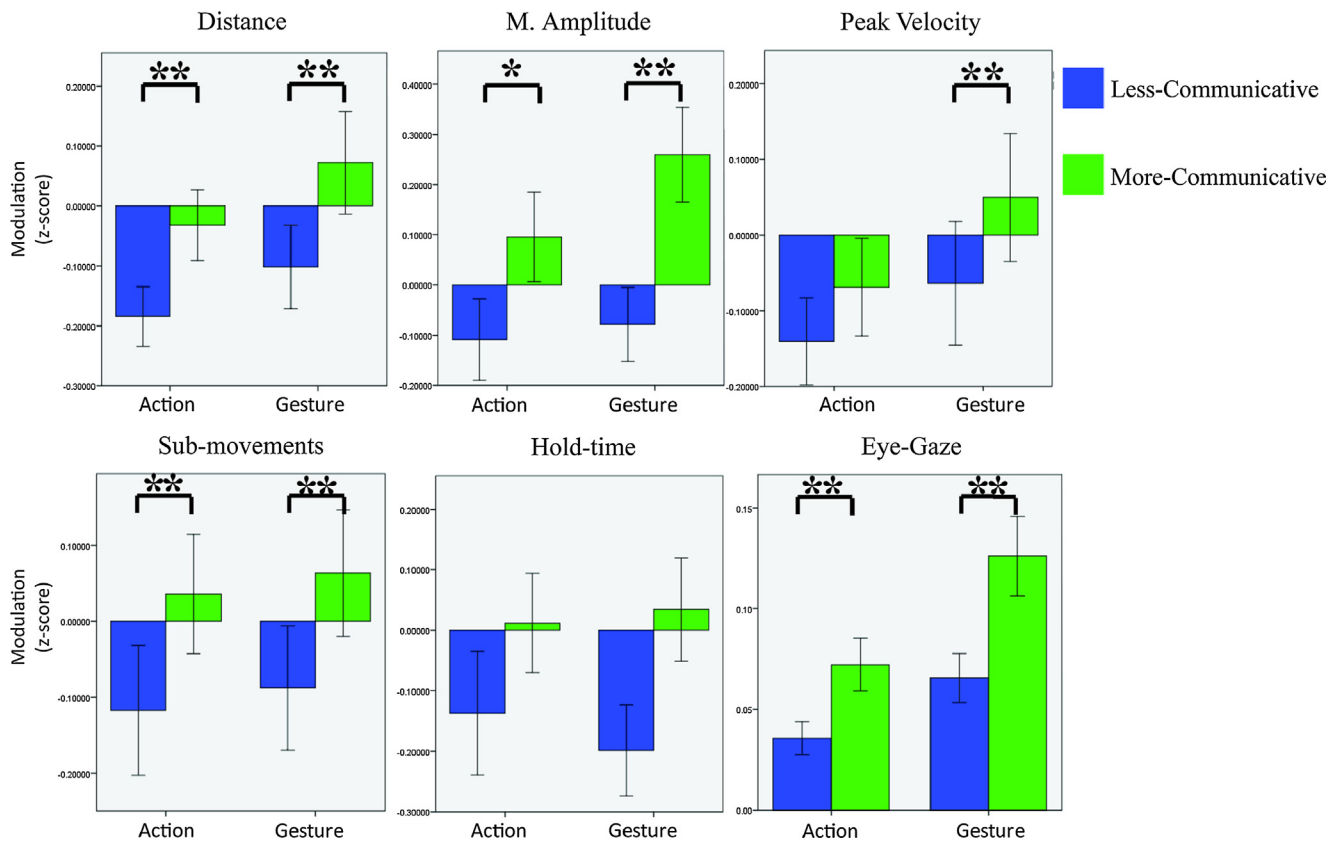 Distance
M. Amplitude
Peak Velocity
Modulation
(z-score)
**
**
0.20000
0.10000
0.00000
-0.10000
-0.20000
-0.30000
Action
Gesture
*
**
0.40000
0.30000
0.20000
0.10000
0.00000
-0.10000
-0.20000
Action
Gesture
**
0.20000
0.10000
0.00000
-0.10000
-0.20000
Action
Gesture
Less-Communicative
More-Communicative
Sub-movements
Hold-time
Eye-Gaze
Modulation
(z-score)
**
**
0.10000
0.00000
-0.10000
-0.20000
Action
Gesture
0.20000
0.10000
0.00000
-0.10000
-0.20000
-0.30000
Action
Gesture
**
**
0.15
0.10
0.05
0.00
Action
Gesture